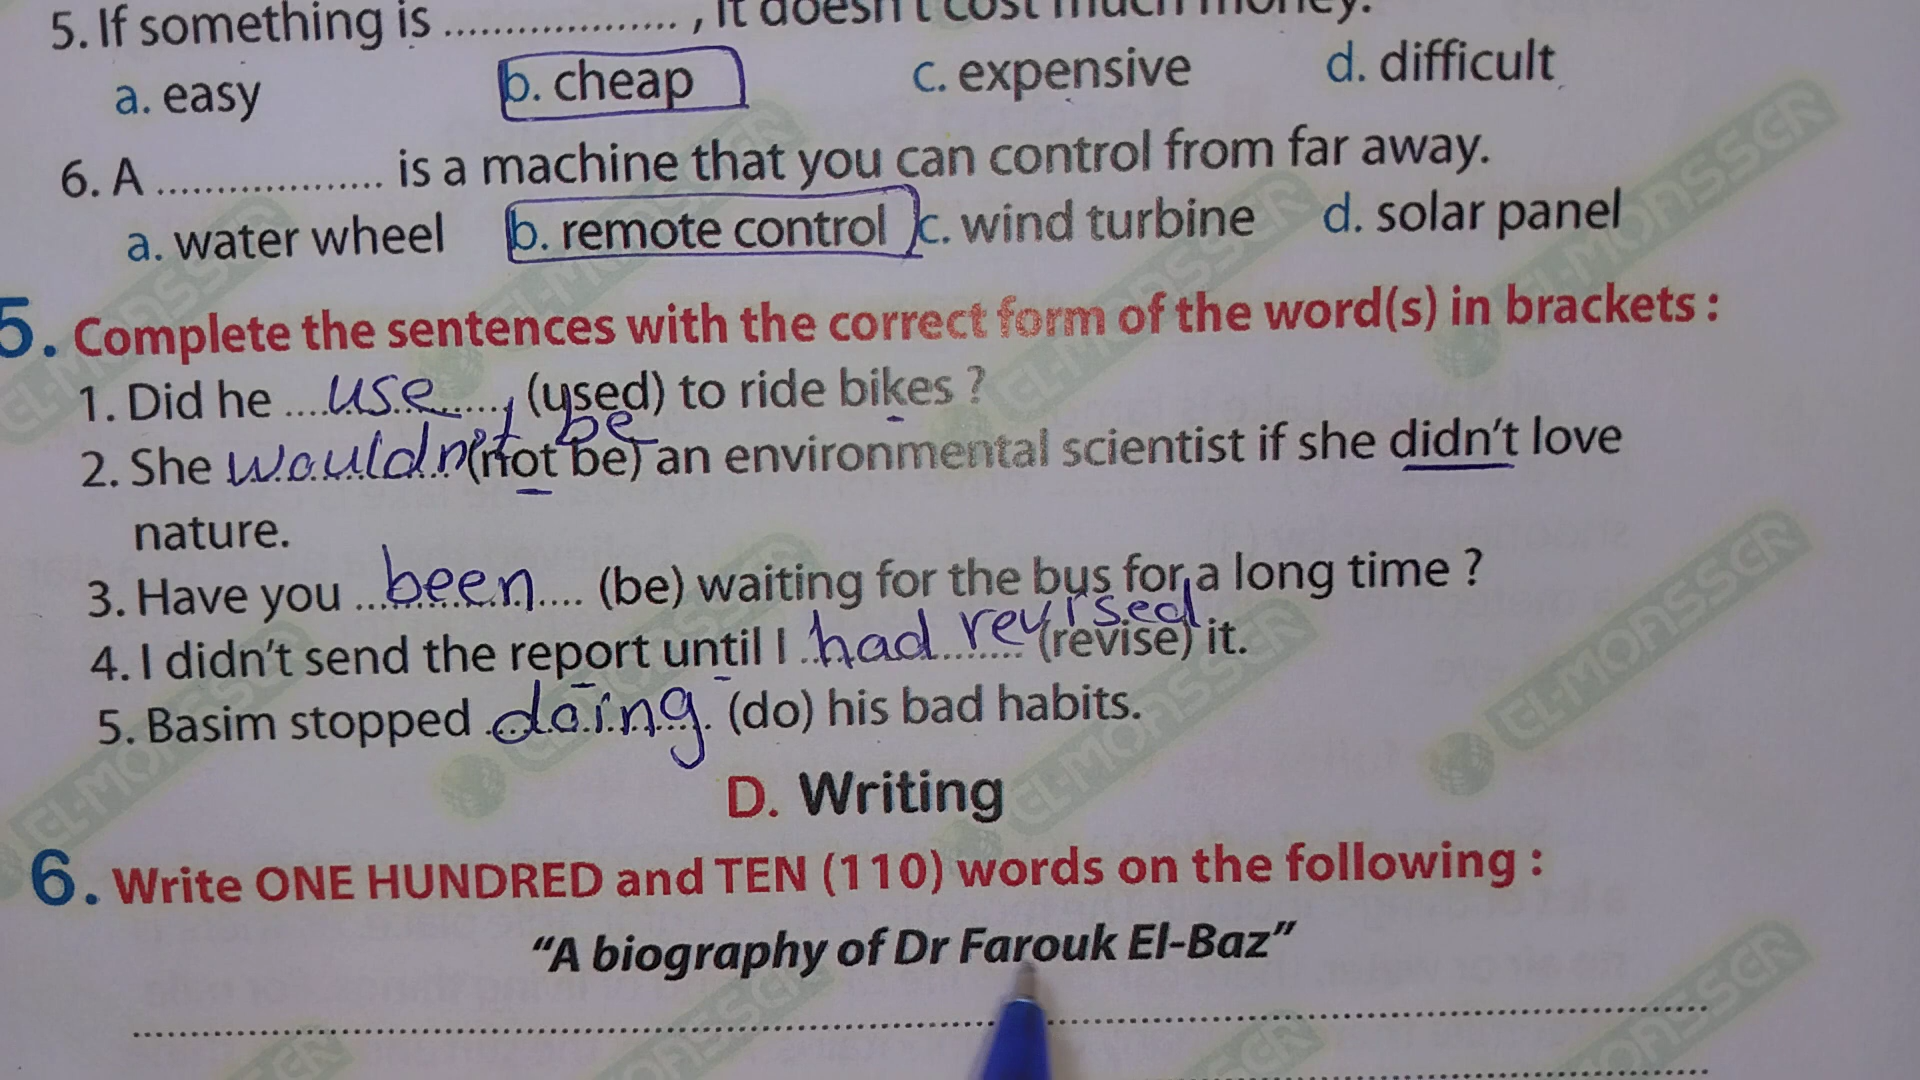 5. If something is .................. , it doesn't cost much money.
a. easy b. cheap c. expensive d. difficult
6. A .................. is a machine that you can control from far away.
a. water wheel b. remote control c. wind turbine d. solar panel
5. Complete the sentences with the correct form of the word(s) in brackets :
1. Did he use (used) to ride bikes ?
2. She wouldn't be (not be) an environmental scientist if she didn't love
nature.
3. Have you been (be) waiting for the bus for a long time ?
4. I didn't send the report until I had revised (revise) it.
5. Basim stopped doing (do) his bad habits.
D. Writing
6. Write ONE HUNDRED and TEN (110) words on the following :
"A biography of Dr Farouk El-Baz"